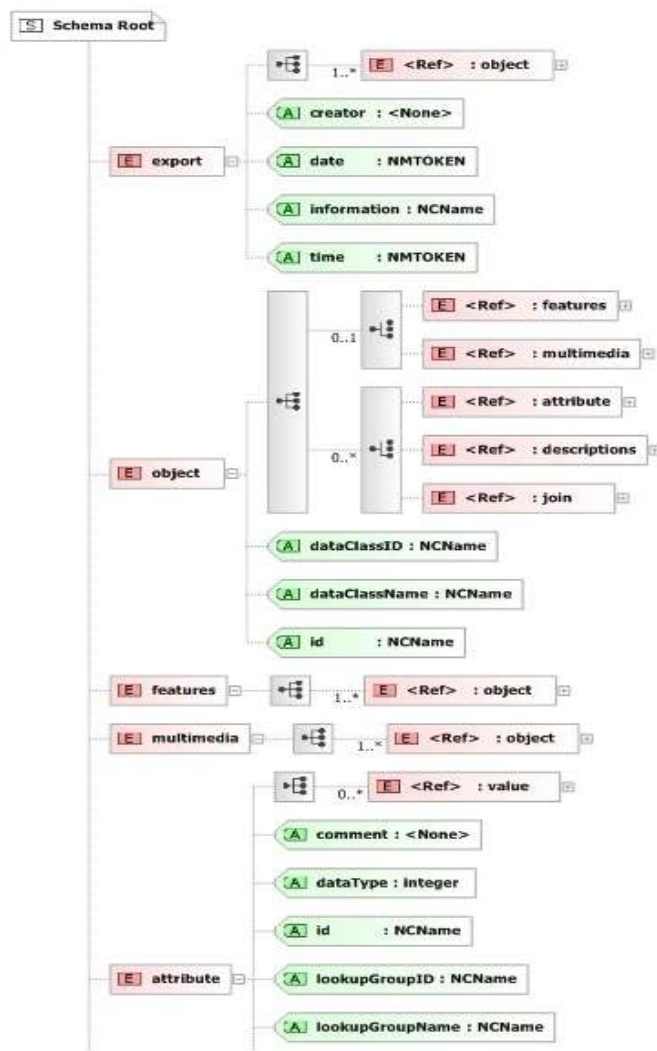 S Schema Root
1..* E <Ref> : object
A creator : <None>
E export A date : NMTOKEN
A information : NCName
A time : NMTOKEN
E <Ref> : features
0..1
E <Ref> : multimedia
E <Ref> : attribute
0..* E <Ref> : descriptions
E object E <Ref> : join
A dataClassID : NCName
A dataClassName : NCName
A id : NCName
E features 1..* E <Ref> : object
E multimedia 1..* E <Ref> : object
0..* E <Ref> : value
A comment : <None>
A dataType : integer
A id : NCName
E attribute A lookupGroupID : NCName
A lookupGroupName : NCName